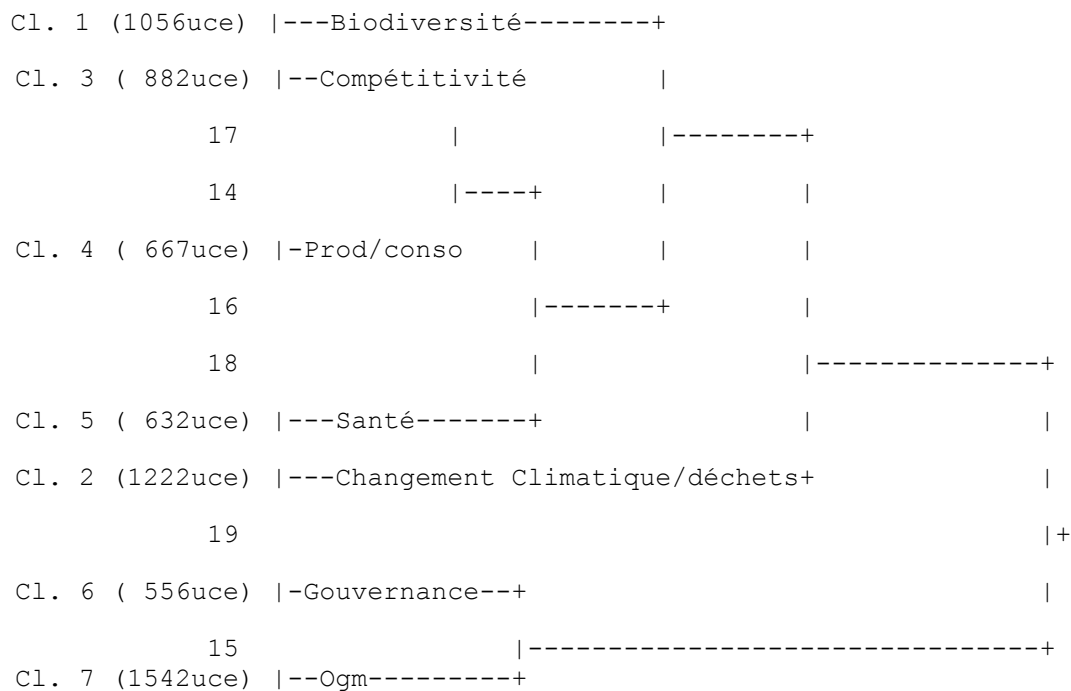 Cl. 1 (1056uce) |---Biodiversité--------+
Cl. 3 ( 882uce) |--Compétitivité       |
17            |            |--------+
14            |----+       |        |
Cl. 4 ( 667uce) |-Prod/conso    |       |        |
16                 |-------+        |
18                 |                |--------------+
Cl. 5 ( 632uce) |---Santé-------+                |              |
Cl. 2 (1222uce) |---Changement Climatique/déchets+              |
19                                                |+
Cl. 6 ( 556uce) |-Gouvernance--+                                |
15                |--------------------------------+
Cl. 7 (1542uce) |--Ogm---------+